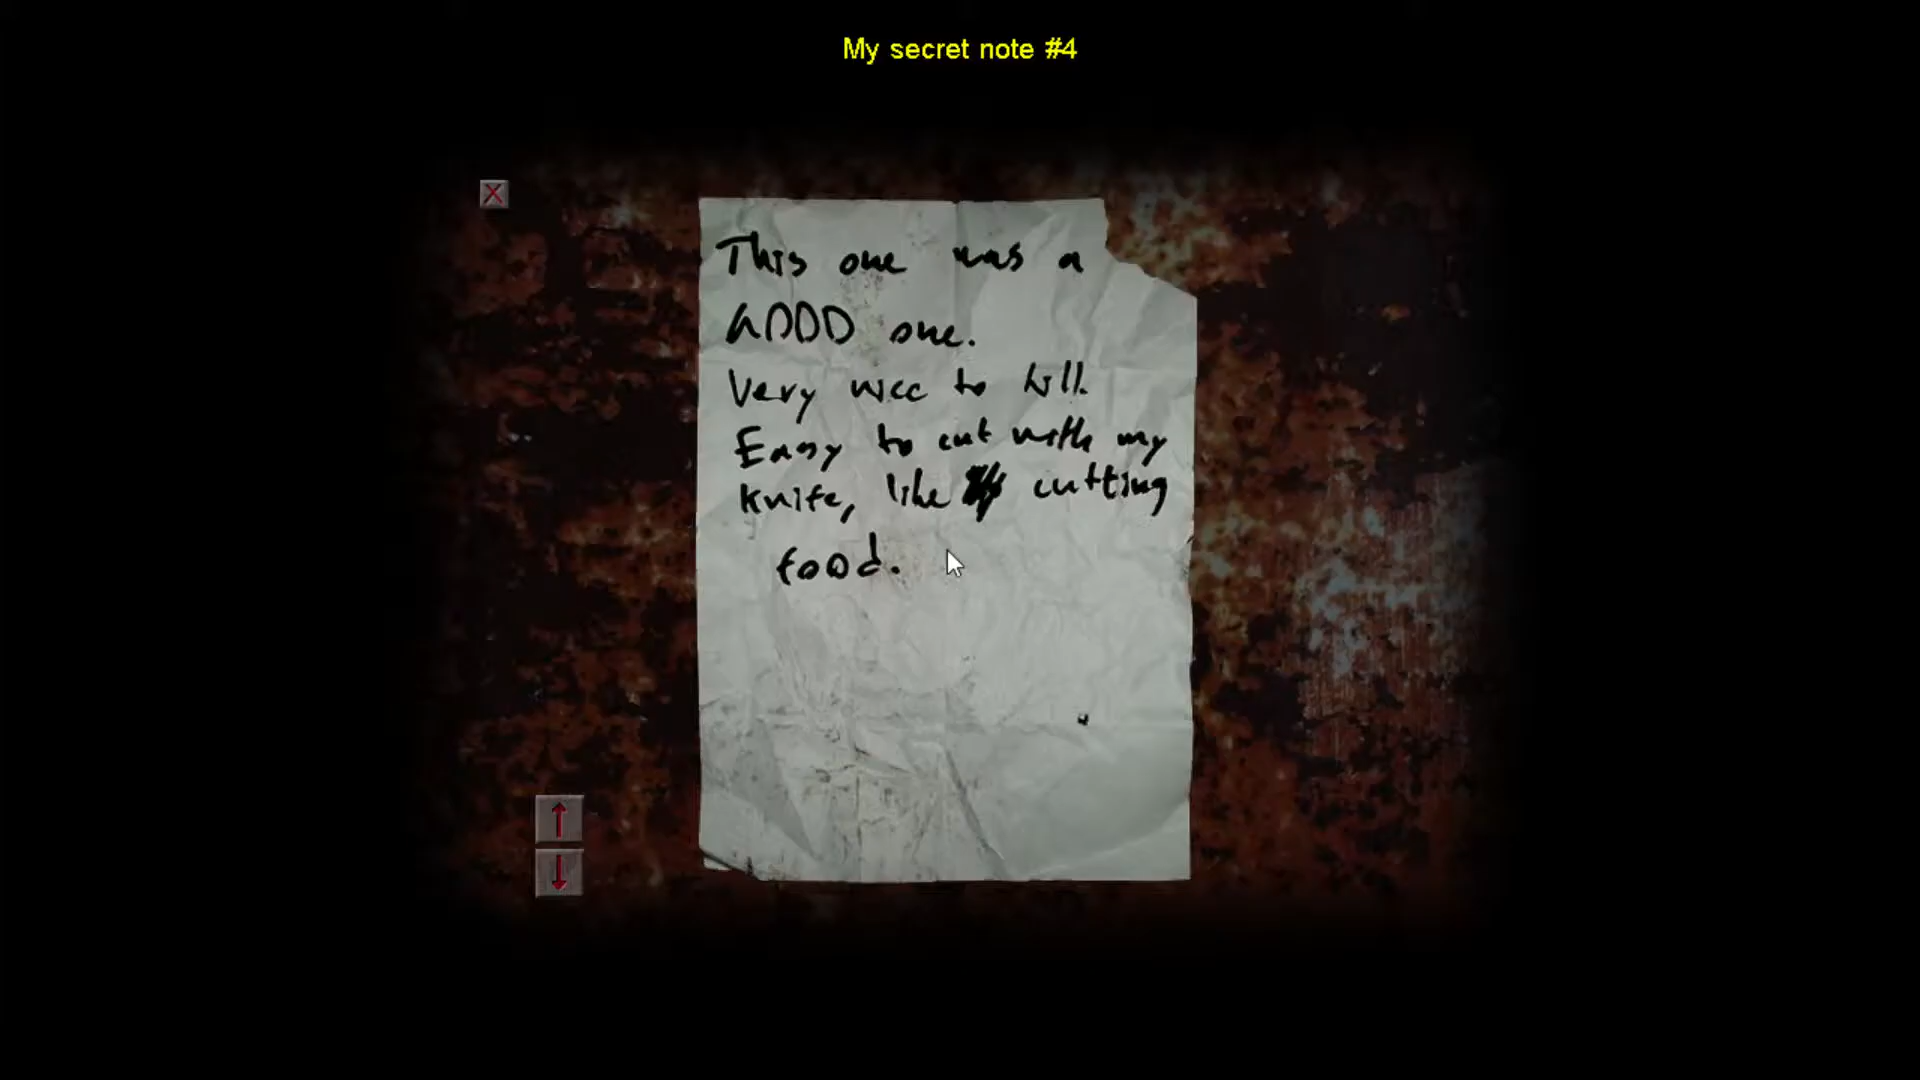 My secret note #4
This one was a
GOOD one.
Very nice to kill.
Easy to cut with my
knife, like cutting
food.